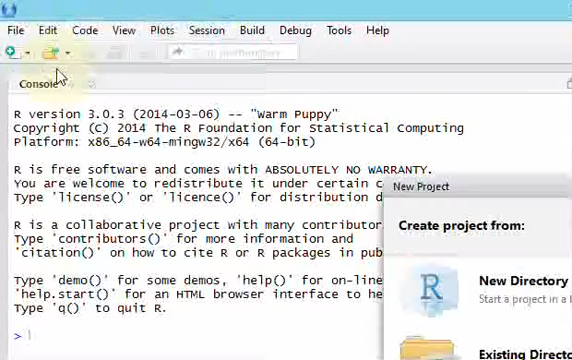 File Edit Code View Plots Session Build Debug Tools Help
Console
R version 3.0.3 (2014-03-06) -- "Warm Puppy"
Copyright (C) 2014 The R Foundation for Statistical Computing
Platform: x86_64-w64-mingw32/x64 (64-bit)
R is free software and comes with ABSOLUTELY NO WARRANTY.
You are welcome to redistribute it under certain c
Type 'license()' or 'licence()' for distribution d
R is a collaborative project with many contributor
Type 'contributors()' for more information and
'citation()' on how to cite R or R packages in pub
Type 'demo()' for some demos, 'help()' for on-line
'help.start()' for an HTML browser interface to he
Type 'q()' to quit R.
>
New Project
Create project from:
R
New Directory
Start a project in a
Existing Directo